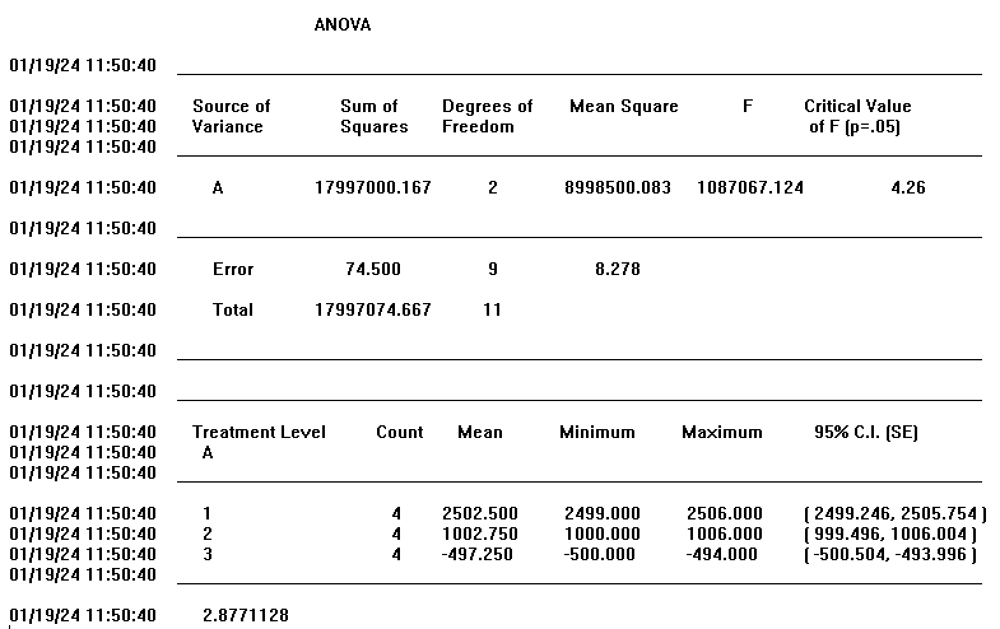 ANOVA
01/19/24 11:50:40
01/19/24 11:50:40 Source of Sum of Degrees of Mean Square F Critical Value
01/19/24 11:50:40 Variance Squares Freedom of F (p=.05)
01/19/24 11:50:40
01/19/24 11:50:40 A 17997000.167 2 8998500.083 1087067.124 4.26
01/19/24 11:50:40
01/19/24 11:50:40 Error 74.500 9 8.278
01/19/24 11:50:40 Total 17997074.667 11
01/19/24 11:50:40
01/19/24 11:50:40
01/19/24 11:50:40 Treatment Level Count Mean Minimum Maximum 95% C.I. (SE)
01/19/24 11:50:40 A
01/19/24 11:50:40
01/19/24 11:50:40 1 4 2502.500 2499.000 2506.000 ( 2499.246, 2505.754 )
01/19/24 11:50:40 2 4 1002.750 1000.000 1006.000 ( 999.496, 1006.004 )
01/19/24 11:50:40 3 4 -497.250 -500.000 -494.000 ( -500.504, -493.996 )
01/19/24 11:50:40
01/19/24 11:50:40 2.8771128